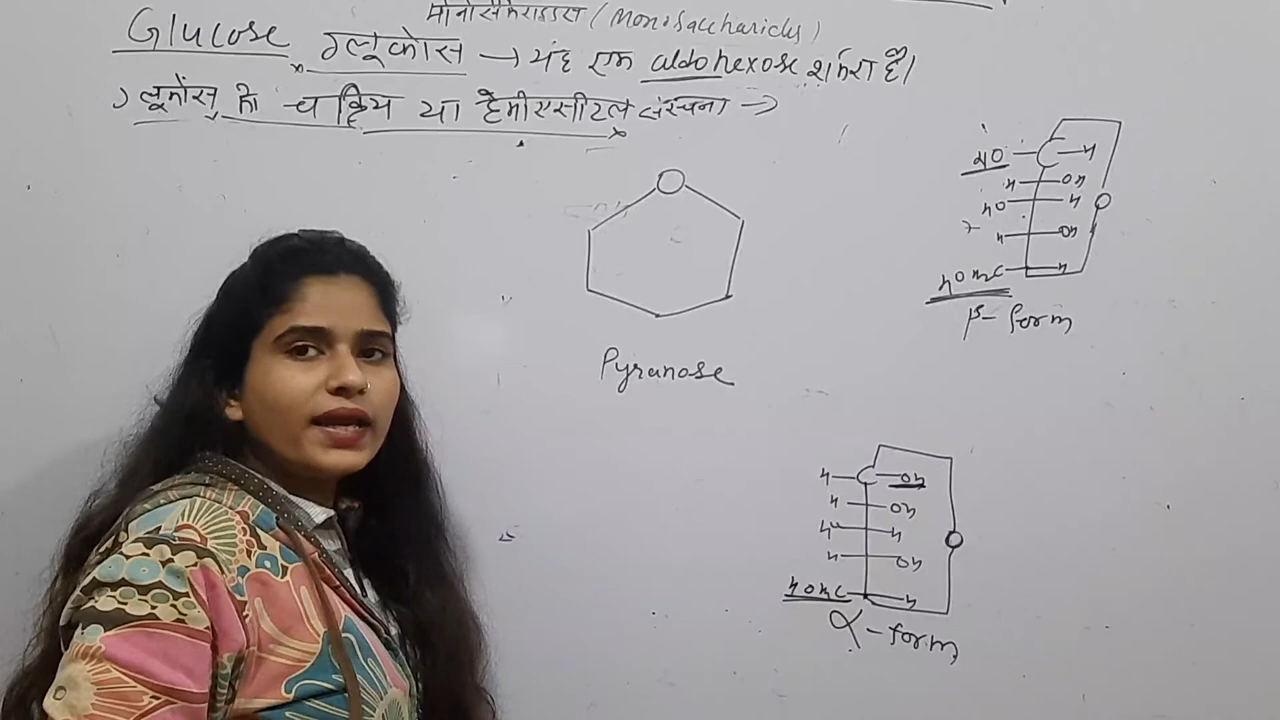 मोनोसैकेराइड्स (Monosaccharides)
Glucose ग्लूकोस → यह एक aldohexose शर्करा है।
ग्लूकोस की चक्रिय या हेमीएसीटल संरचना →
O
HO C H
H OH
HO H
H OH
O
HOH₂C H
β- form
Pyranose
H C OH
H OH
H H
H OH
O
HOH₂C H
α - form